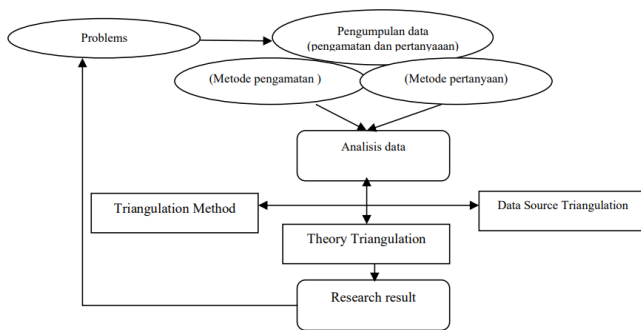 Problems
Pengumpulan data
(pengamatan dan pertanyaaan)
(Metode pengamatan )
(Metode pertanyaan)
Analisis data
Triangulation Method
Data Source Triangulation
Theory Triangulation
Research result